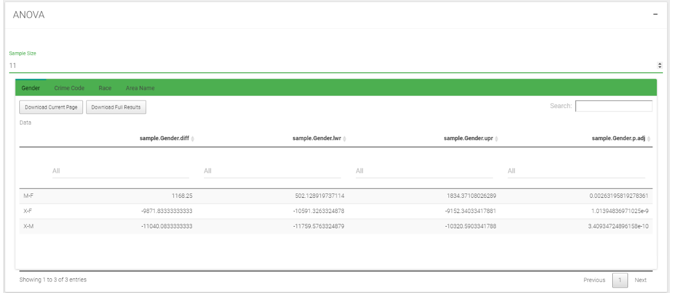 ANOVA
Sample Size
11
Gender Crime Code Race Area Name
Download Current Page Download Full Results Search:
Data
sample.Gender.diff sample.Gender.lwr sample.Gender.upr sample.Gender.p.adj
All All All All
M-F 1168.25 502.128919737114 1834.37108026289 0.00263195819278361
X-F -9871.83333333333 -10591.3263324878 -9152.34033417881 1.01394836971025e-9
X-M -11040.0833333333 -11759.5763324879 -10320.5903341788 3.40934724896158e-10
Showing 1 to 3 of 3 entries Previous 1 Next